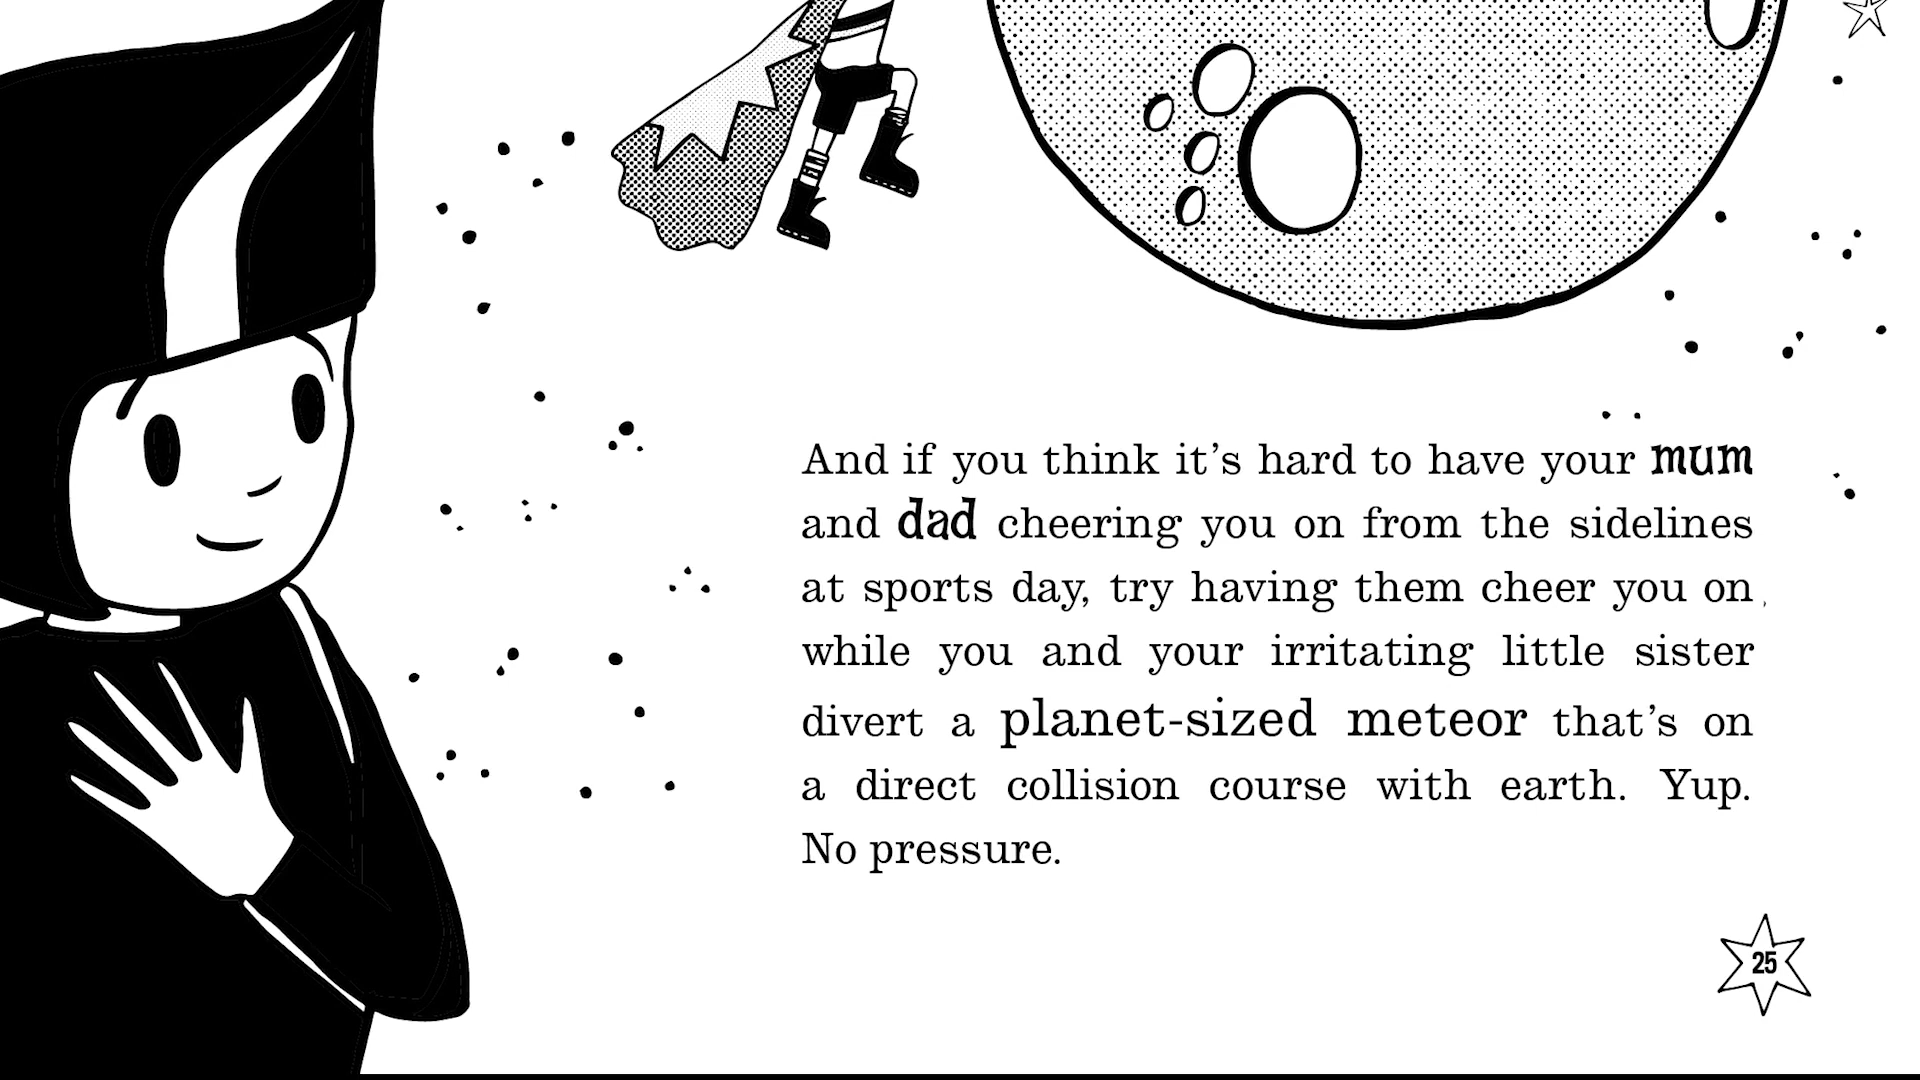 And if you think it’s hard to have your mum
and dad cheering you on from the sidelines
at sports day, try having them cheer you on
while you and your irritating little sister
divert a planet-sized meteor that’s on
a direct collision course with earth. Yup.
No pressure.
25